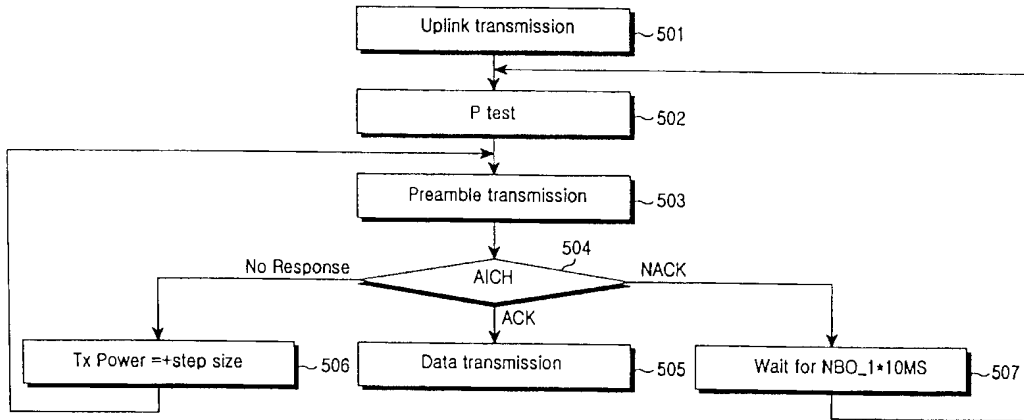 Uplink transmission
501
P test
502
Preamble transmission
503
504
No Response
AICH
NACK
ACK
Tx Power =+step size
506
Data transmission
505
Wait for NBO_1*10MS
507